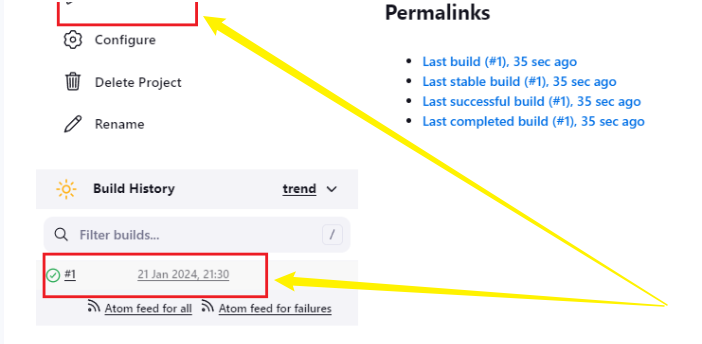 Permalinks
Configure
Delete Project
Rename
Last build (#1), 35 sec ago
Last stable build (#1), 35 sec ago
Last successful build (#1), 35 sec ago
Last completed build (#1), 35 sec ago
Build History
trend
Filter builds...
/
#1
21 Jan 2024, 21:30
Atom feed for all
Atom feed for failures